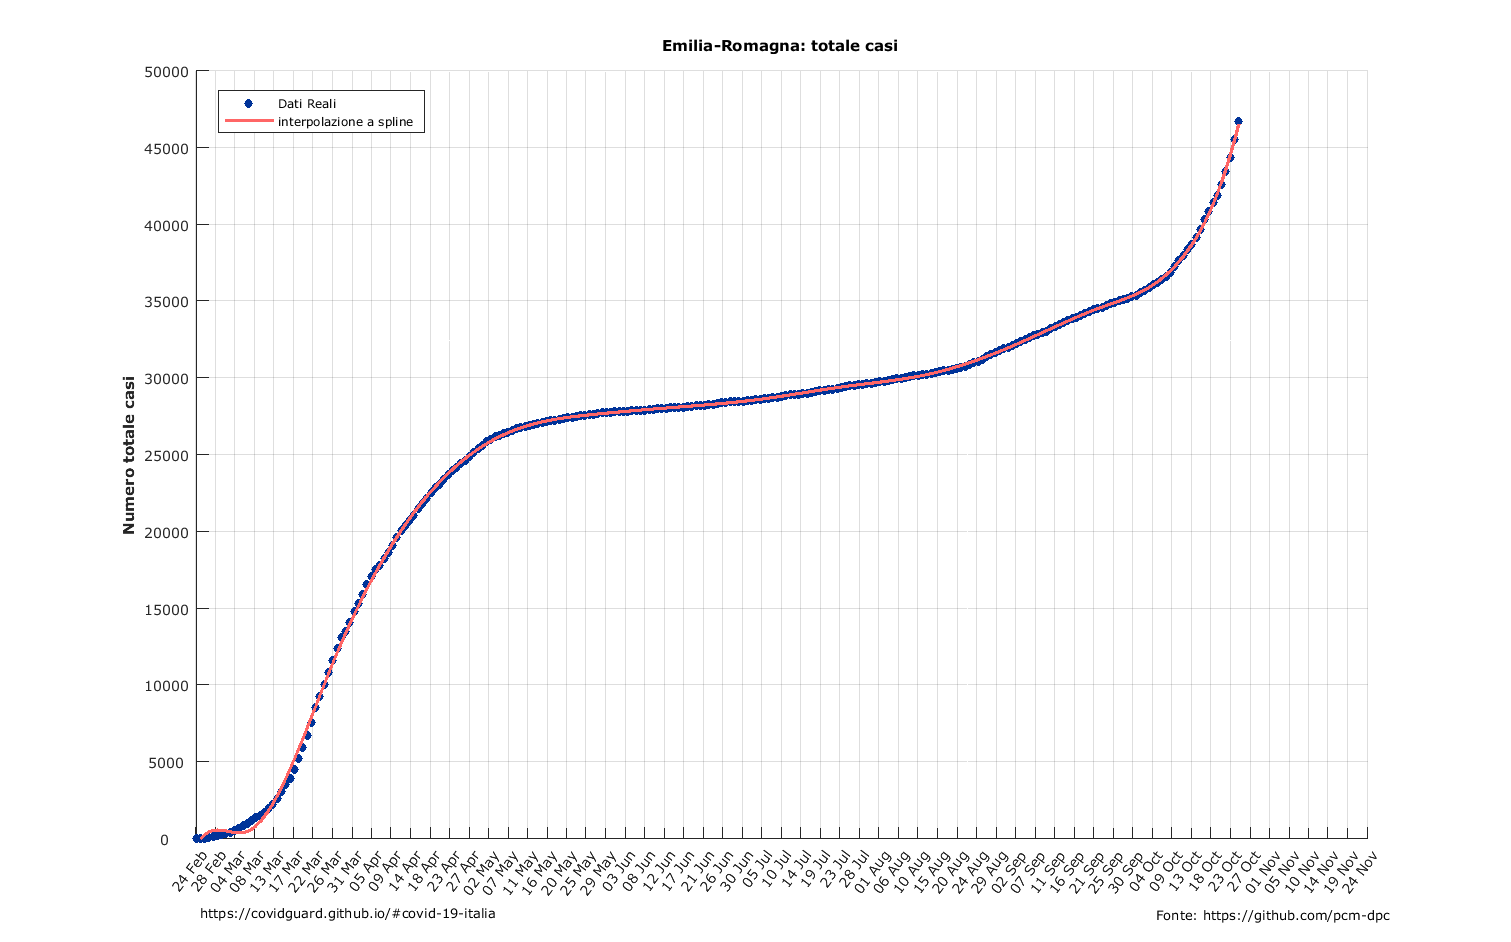 Emilia-Romagna: totale casi
50000
45000
40000
35000
30000
25000
20000
15000
10000
5000
0
Numero totale casi
Dati Reali
interpolazione a spline
24 Feb
28 Feb
04 Mar
08 Mar
13 Mar
17 Mar
22 Mar
26 Mar
31 Mar
05 Apr
09 Apr
14 Apr
18 Apr
23 Apr
27 Apr
02 May
07 May
11 May
16 May
20 May
25 May
29 May
03 Jun
08 Jun
12 Jun
17 Jun
21 Jun
26 Jun
30 Jun
05 Jul
10 Jul
14 Jul
19 Jul
23 Jul
28 Jul
01 Aug
06 Aug
10 Aug
15 Aug
20 Aug
24 Aug
29 Aug
02 Sep
07 Sep
11 Sep
16 Sep
21 Sep
25 Sep
30 Sep
04 Oct
09 Oct
13 Oct
18 Oct
23 Oct
27 Oct
01 Nov
05 Nov
10 Nov
14 Nov
19 Nov
24 Nov
https://covidguard.github.io/#covid-19-italia
Fonte: https://github.com/pcm-dpc